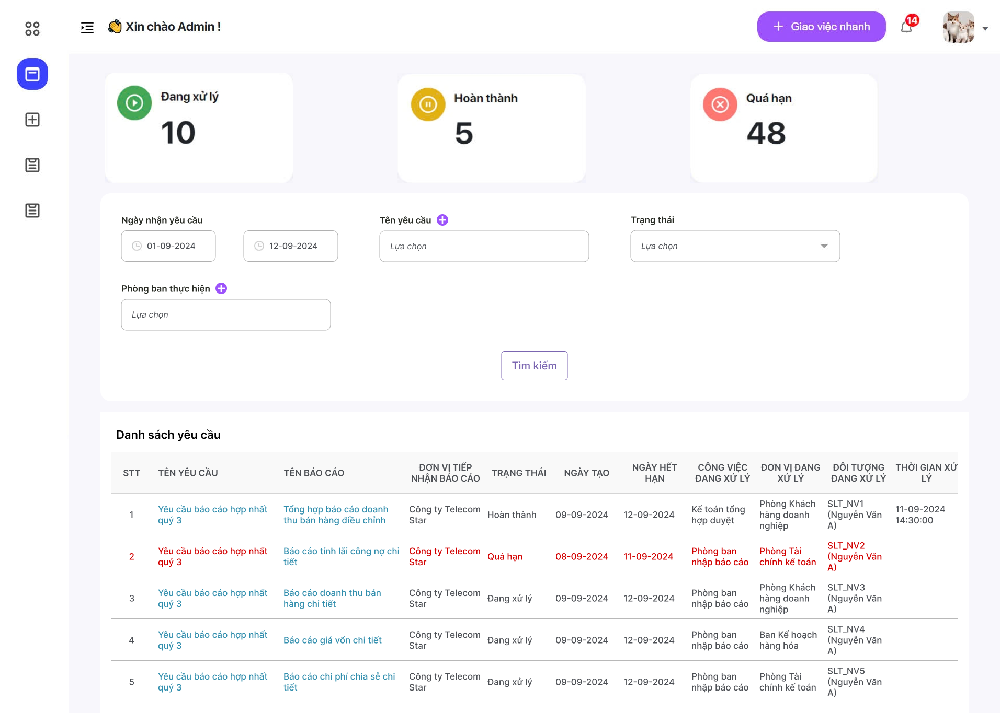 Xin chào Admin !
Giao việc nhanh
14
Đang xử lý
10
Hoàn thành
5
Quá hạn
48
Ngày nhận yêu cầu
01-09-2024
—
12-09-2024
Tên yêu cầu
Lựa chọn
Trạng thái
Lựa chọn
Phòng ban thực hiện
Lựa chọn
Tìm kiếm
Danh sách yêu cầu
STT
TÊN YÊU CẦU
TÊN BÁO CÁO
ĐƠN VỊ TIẾP
NHẬN BÁO CÁO
TRẠNG THÁI
NGÀY TẠO
NGÀY HẾT
HẠN
CÔNG VIỆC
ĐANG XỬ LÝ
ĐƠN VỊ ĐANG
XỬ LÝ
ĐÔI TƯỢNG
ĐANG XỬ LÝ
THỜI GIAN XỬ
LÝ
1
Yêu cầu báo cáo hợp nhất
quý 3
Tổng hợp báo cáo doanh
thu bán hàng điều chỉnh
Công ty Telecom
Star
Hoàn thành
09-09-2024
12-09-2024
Kế toán tổng
hợp duyệt
Phòng Khách
hàng doanh
nghiệp
SLT_NV1
(Nguyễn Văn
A)
11-09-2024
14:30:00
2
Yêu cầu báo cáo hợp nhất
quý 3
Báo cáo tính lãi công nợ chi
tiết
Công ty Telecom
Star
Quá hạn
08-09-2024
11-09-2024
Phòng ban
nhập báo cáo
Phòng Tài
chính kế toán
SLT_NV2
(Nguyễn Văn
A)
3
Yêu cầu báo cáo hợp nhất
quý 3
Báo cáo doanh thu bán
hàng chi tiết
Công ty Telecom
Star
Đang xử lý
09-09-2024
12-09-2024
Phòng ban
nhập báo cáo
Phòng Khách
hàng doanh
nghiệp
SLT_NV3
(Nguyễn Văn
A)
4
Yêu cầu báo cáo hợp nhất
quý 3
Báo cáo giá vốn chi tiết
Công ty Telecom
Star
Đang xử lý
09-09-2024
12-09-2024
Phòng ban
nhập báo cáo
Ban Kế hoạch
hàng hóa
SLT_NV4
(Nguyễn Văn
A)
5
Yêu cầu báo cáo hợp nhất
quý 3
Báo cáo chi phí chia sẻ chi
tiết
Công ty Telecom
Star
Đang xử lý
09-09-2024
12-09-2024
Phòng ban
nhập báo cáo
Phòng Tài
chính kế toán
SLT_NV5
(Nguyễn Văn
A)